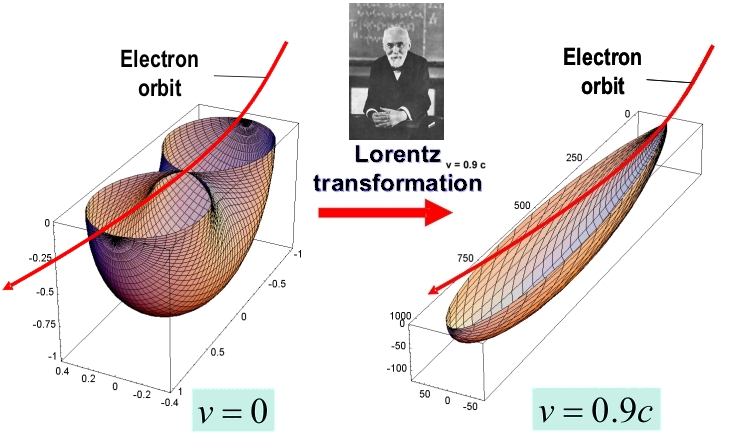 Electron
orbit
Lorentz
v = 0.9 c
transformation
Electron
orbit
0
-0.25
-0.5
-0.75
-1
0.4
0.2
0
-0.2
-0.4
1
0.5
0
-0.5
-1
v = 0
0
250
500
750
1000
0
-50
-100
50
0
-50
v = 0.9c